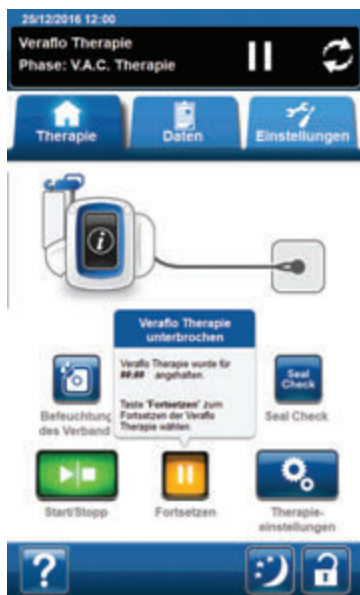 25/12/2016 12:00
Veraflo Therapie
Phase: V.A.C. Therapie
Therapie
Daten
Einstellungen
Veraflo Therapie
unterbrochen
Veraflo Therapie wurde für
##:## angehalten.
Taste "Fortsetzen" zum
Fortsetzen der Veraflo
Therapie wählen.
Befeuchtung
des Verband
Seal
Check
Seal Check
Start/Stopp
Fortsetzen
Therapie-
einstellungen
?